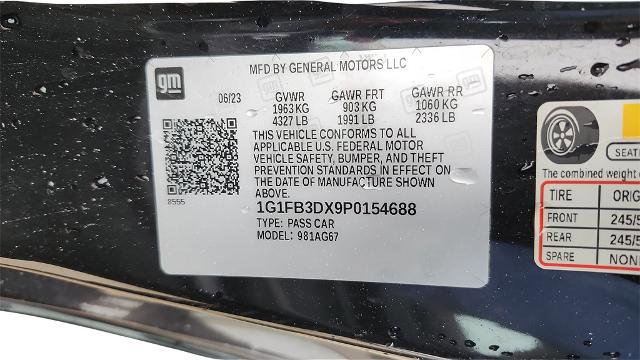 gm
MFD BY GENERAL MOTORS LLC
06/23 GVWR GAWR FRT GAWR RR
1963 KG 903 KG 1060 KG
4327 LB 1991 LB 2336 LB
THIS VEHICLE CONFORMS TO ALL
APPLICABLE U.S. FEDERAL MOTOR
VEHICLE SAFETY, BUMPER, AND THEFT
PREVENTION STANDARDS IN EFFECT ON
THE DATE OF MANUFACTURE SHOWN
ABOVE.
8555
1G1FB3DX9P0154688
TYPE: PASS CAR
MODEL: 981AG67
SEATI
The combined weight o
TIRE ORIG
FRONT 245/5
REAR 245/5
SPARE NON